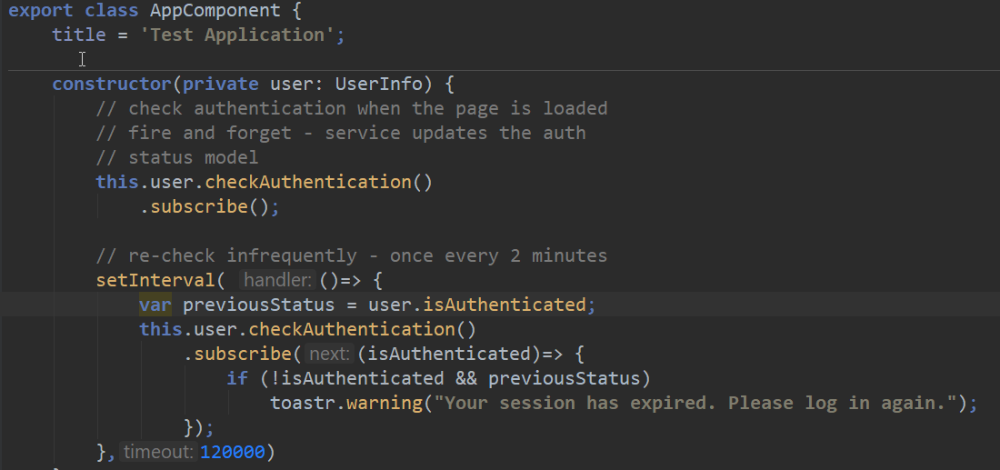 export class AppComponent {
    title = 'Test Application';

    constructor(private user: UserInfo) {
        // check authentication when the page is loaded
        // fire and forget - service updates the auth
        // status model
        this.user.checkAuthentication()
            .subscribe();

        // re-check infrequently - once every 2 minutes
        setInterval( handler: ()=> {
            var previousStatus = user.isAuthenticated;
            this.user.checkAuthentication()
                .subscribe( next: (isAuthenticated)=> {
                    if (!isAuthenticated && previousStatus)
                        toastr.warning("Your session has expired. Please log in again.");
                });
        }, timeout: 120000)